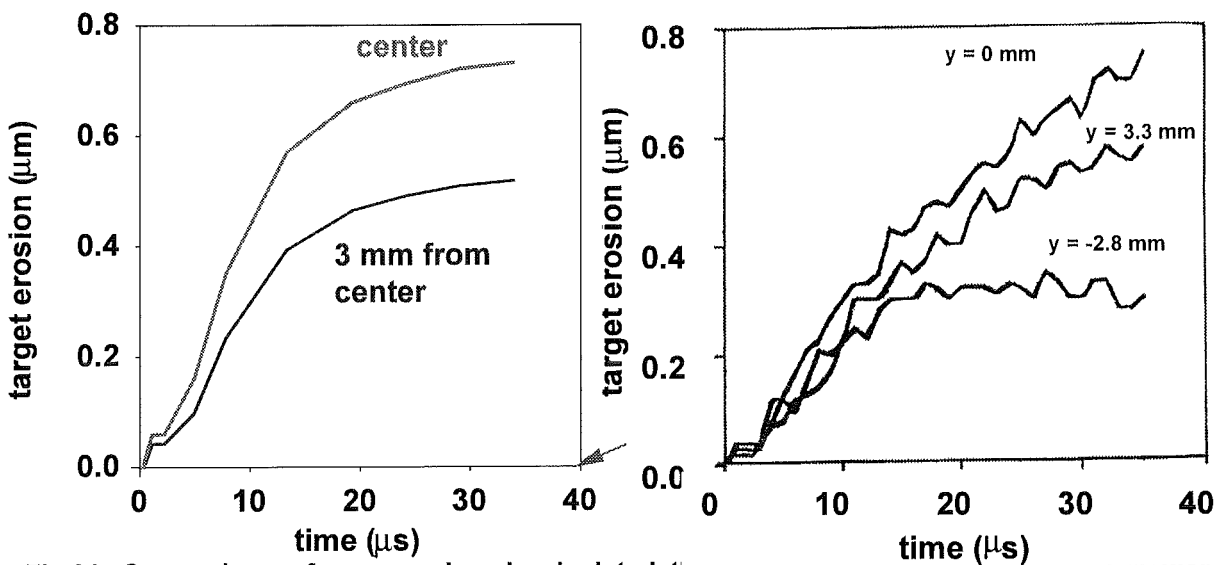 0.8
0.6
0.4
0.2
0.0
target erosion (μm)
center
3 mm from
center
0
10
20
30
40
time (μs)
0.8
0.6
0.4
0.2
0.0
target erosion (μm)
y = 0 mm
y = 3.3 mm
y = -2.8 mm
0
10
20
30
40
time (μs)